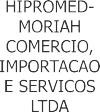 HIPROMED-
MORIAH
COMERCIO,
IMPORTACAO
E SERVICOS
LTDA